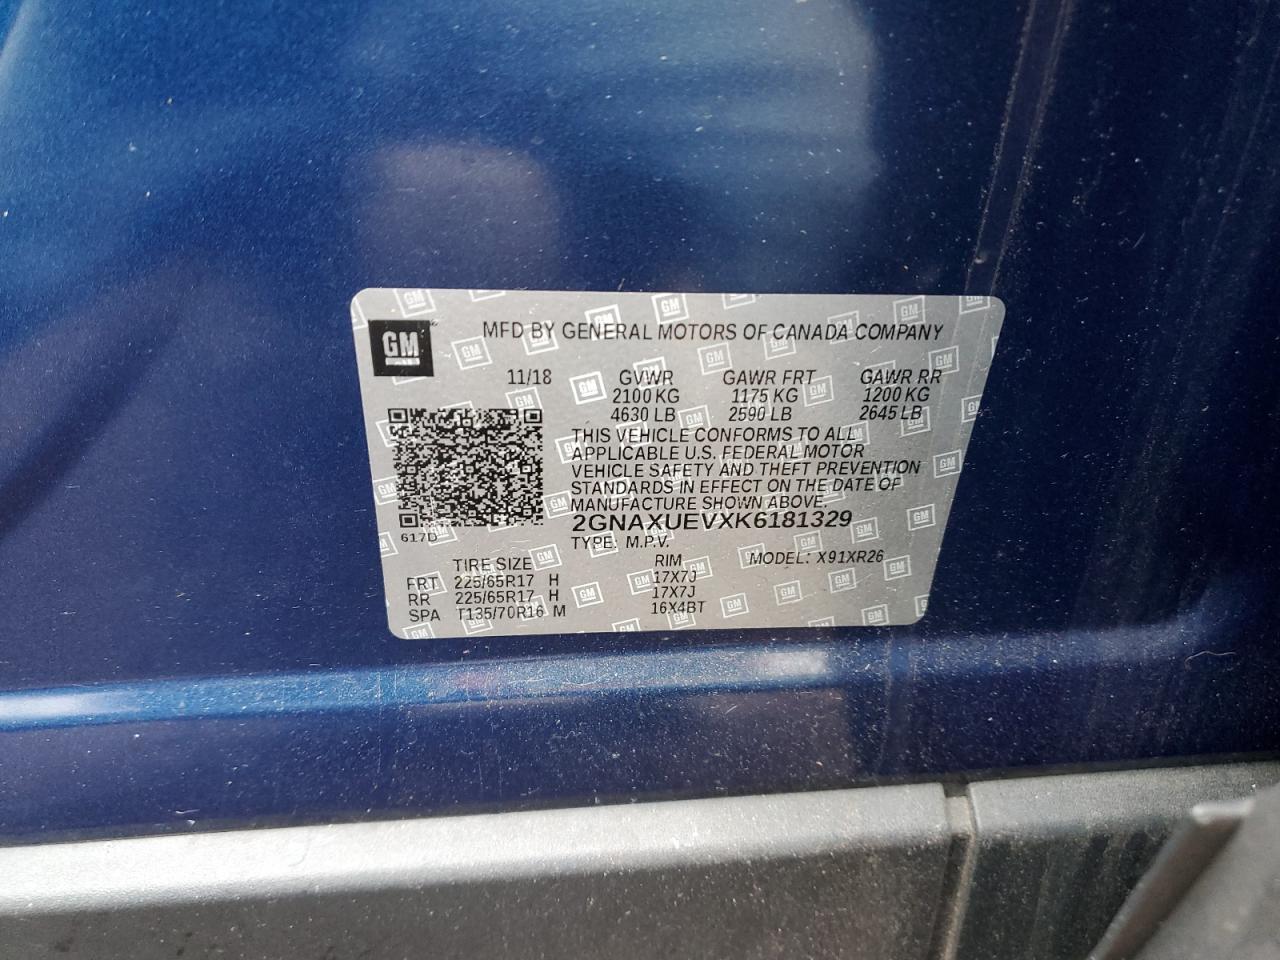 GM
MFD BY GENERAL MOTORS OF CANADA COMPANY
11/18 GVWR GAWR FRT GAWR RR
2100 KG 1175 KG 1200 KG
4630 LB 2590 LB 2645 LB
THIS VEHICLE CONFORMS TO ALL
APPLICABLE U.S. FEDERAL MOTOR
VEHICLE SAFETY AND THEFT PREVENTION
STANDARDS IN EFFECT ON THE DATE OF
MANUFACTURE SHOWN ABOVE.
2GNAXUEVXK6181329
617D
TYPE: M.P.V.
TIRE SIZE RIM MODEL: X91XR26
FRT 225/65R17 H 17X7J
RR 225/65R17 H 17X7J
SPA T135/70R16 M 16X4BT